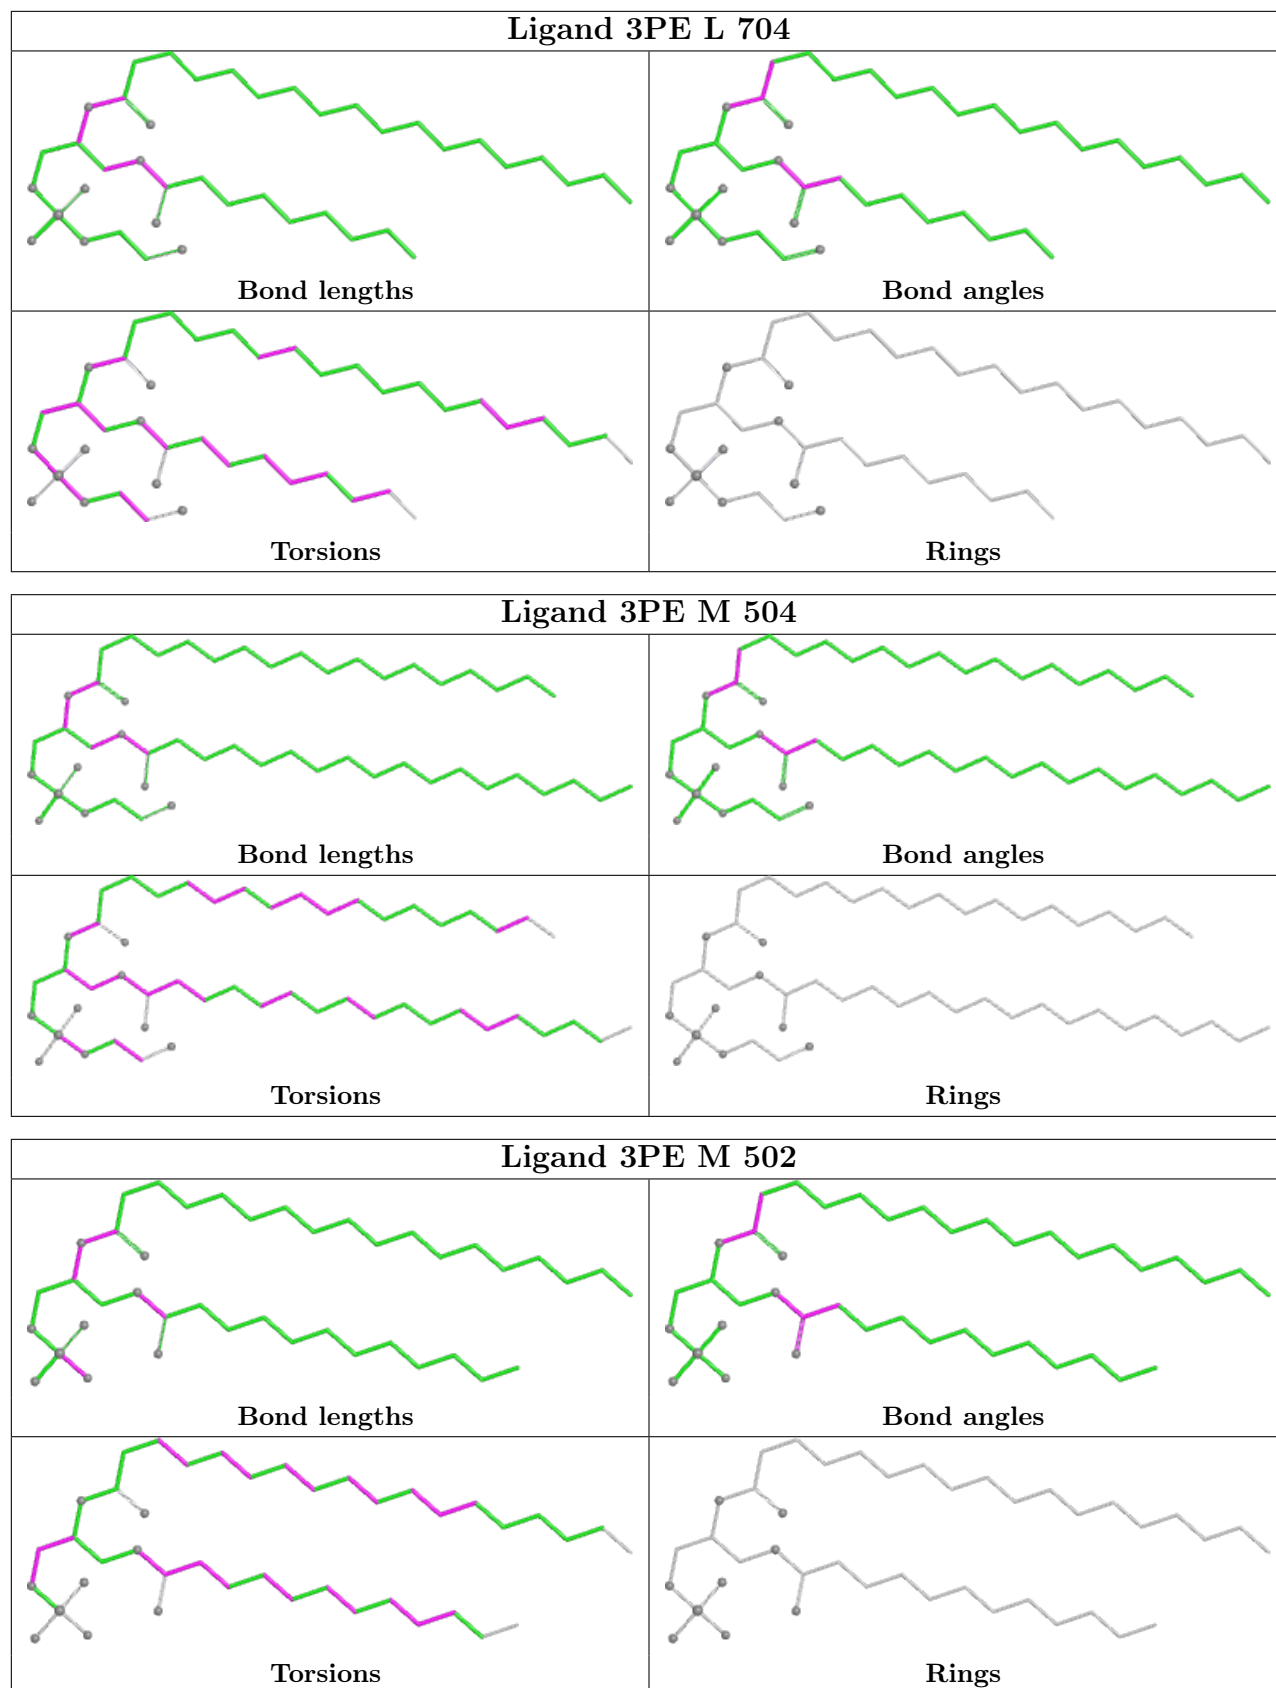 Ligand 3PE L 704
Bond lengths
Bond angles
Torsions
Rings
Ligand 3PE M 504
Bond lengths
Bond angles
Torsions
Rings
Ligand 3PE M 502
Bond lengths
Bond angles
Torsions
Rings